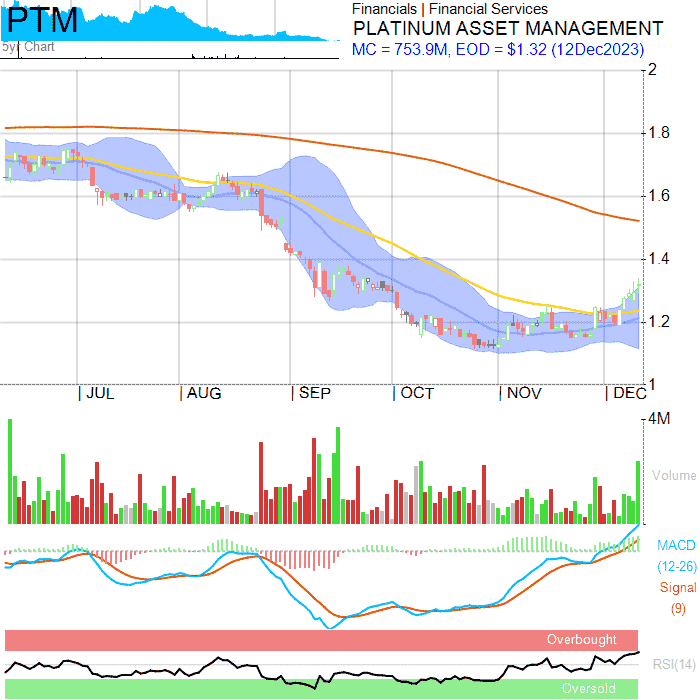 PTM
5yr Chart
Financials | Financial Services
PLATINUM ASSET MANAGEMENT
MC = 753.9M, EOD = $1.32 (12Dec2023)
2
1.8
1.6
1.4
1.2
1
JUL AUG SEP OCT NOV DEC
4M
Volume
MACD
(12-26)
Signal
(9)
Overbought
RSI(14)
Oversold